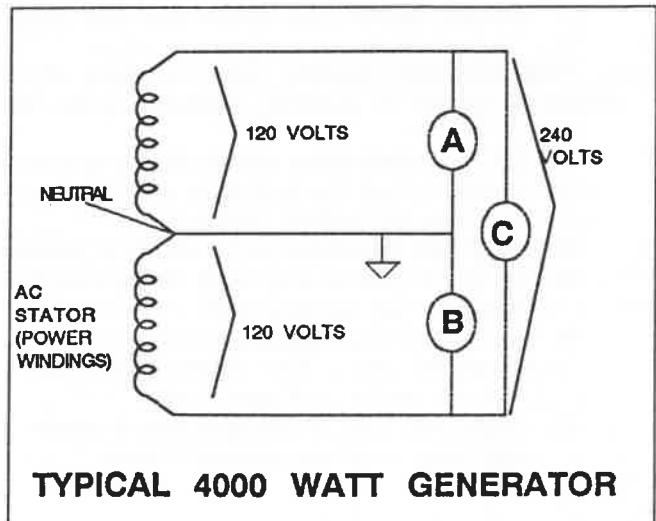 120 VOLTS
A
240
VOLTS
NEUTRAL
C
AC
STATOR
(POWER
WINDINGS)
120 VOLTS
B
TYPICAL 4000 WATT GENERATOR